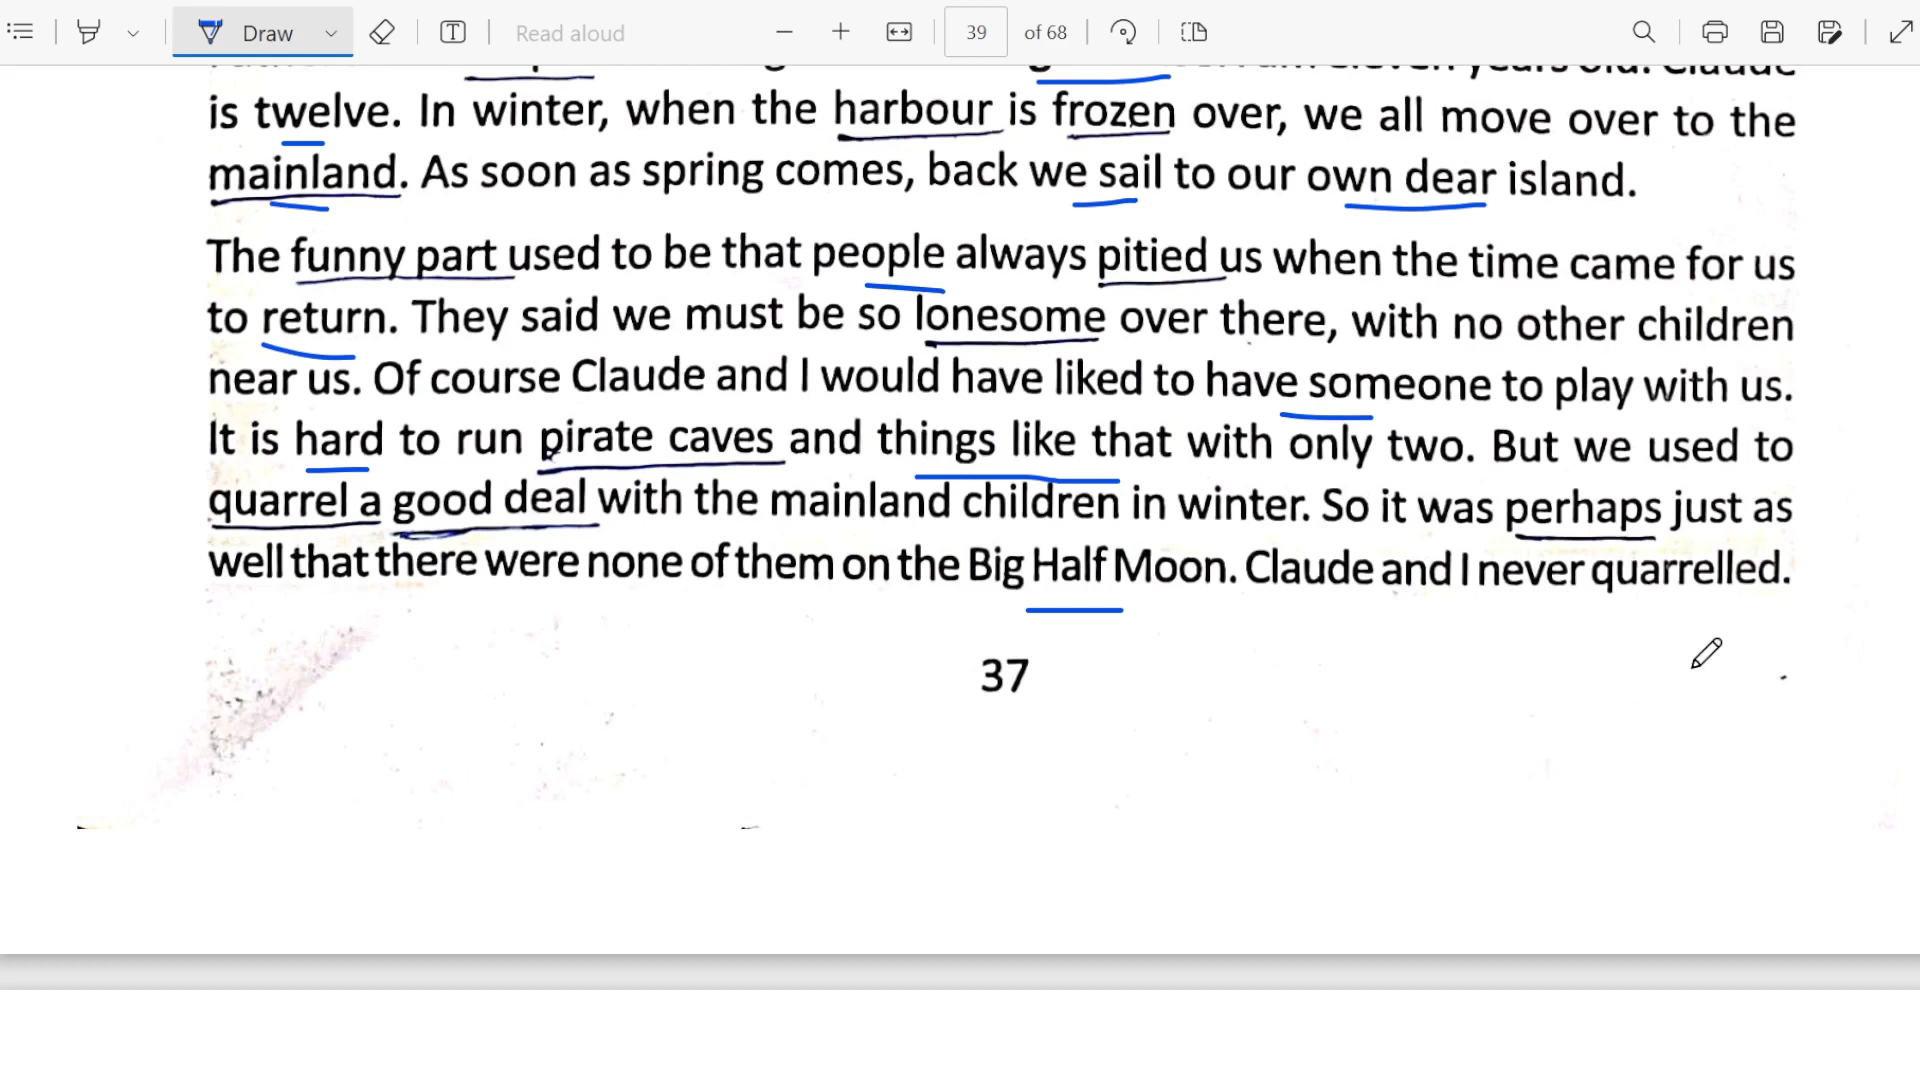 Draw
Read aloud
39
of 68
years old. Claude
is twelve. In winter, when the harbour is frozen over, we all move over to the
mainland. As soon as spring comes, back we sail to our own dear island.
The funny part used to be that people always pitied us when the time came for us
to return. They said we must be so lonesome over there, with no other children
near us. Of course Claude and I would have liked to have someone to play with us.
It is hard to run pirate caves and things like that with only two. But we used to
quarrel a good deal with the mainland children in winter. So it was perhaps just as
well that there were none of them on the Big Half Moon. Claude and I never quarrelled.
37